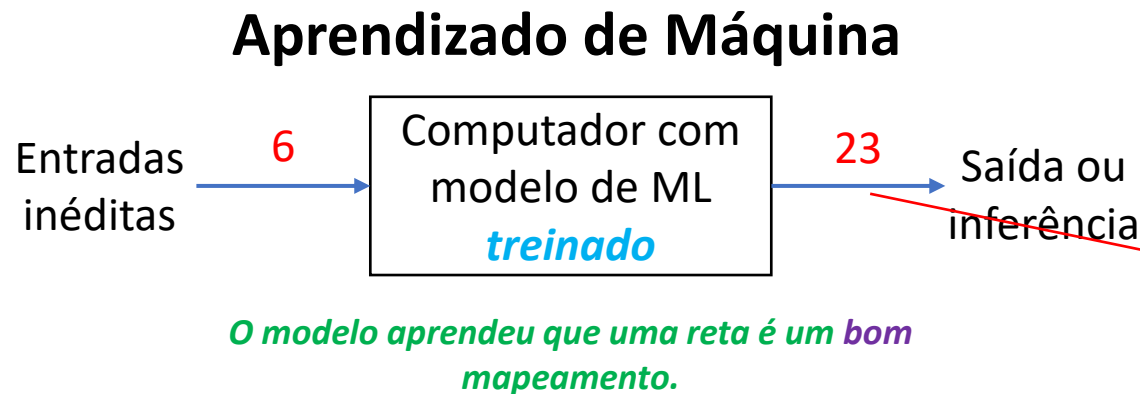 Aprendizado de Máquina
Entradas
inéditas
6
Computador com
modelo de ML
treinado
23
Saída ou
inferência
O modelo aprendeu que uma reta é um bom
mapeamento.